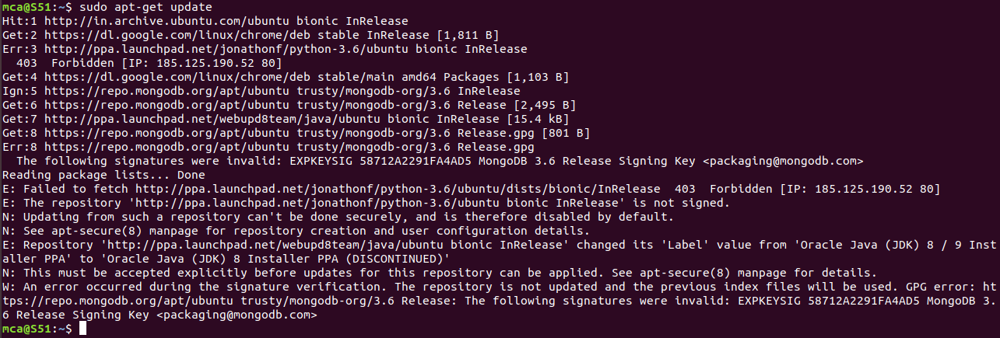 mca@S51:~$ sudo apt-get update
Hit:1 http://in.archive.ubuntu.com/ubuntu bionic InRelease
Get:2 https://dl.google.com/linux/chrome/deb stable InRelease [1,811 B]
Err:3 http://ppa.launchpad.net/jonathonf/python-3.6/ubuntu bionic InRelease
  403  Forbidden [IP: 185.125.190.52 80]
Get:4 https://dl.google.com/linux/chrome/deb stable/main amd64 Packages [1,103 B]
Ign:5 https://repo.mongodb.org/apt/ubuntu trusty/mongodb-org/3.6 InRelease
Get:6 https://repo.mongodb.org/apt/ubuntu trusty/mongodb-org/3.6 Release [2,495 B]
Get:7 http://ppa.launchpad.net/webupd8team/java/ubuntu bionic InRelease [15.4 kB]
Get:8 https://repo.mongodb.org/apt/ubuntu trusty/mongodb-org/3.6 Release.gpg [801 B]
Err:8 https://repo.mongodb.org/apt/ubuntu trusty/mongodb-org/3.6 Release.gpg
  The following signatures were invalid: EXPKEYSIG 58712A2291FA4AD5 MongoDB 3.6 Release Signing Key <packaging@mongodb.com>
Reading package lists... Done
E: Failed to fetch http://ppa.launchpad.net/jonathonf/python-3.6/ubuntu/dists/bionic/InRelease  403  Forbidden [IP: 185.125.190.52 80]
E: The repository 'http://ppa.launchpad.net/jonathonf/python-3.6/ubuntu bionic InRelease' is not signed.
N: Updating from such a repository can't be done securely, and is therefore disabled by default.
N: See apt-secure(8) manpage for repository creation and user configuration details.
E: Repository 'http://ppa.launchpad.net/webupd8team/java/ubuntu bionic InRelease' changed its 'Label' value from 'Oracle Java (JDK) 8 / 9 Inst
aller PPA' to 'Oracle Java (JDK) 8 Installer PPA (DISCONTINUED)'
N: This must be accepted explicitly before updates for this repository can be applied. See apt-secure(8) manpage for details.
W: An error occurred during the signature verification. The repository is not updated and the previous index files will be used. GPG error: ht
tps://repo.mongodb.org/apt/ubuntu trusty/mongodb-org/3.6 Release: The following signatures were invalid: EXPKEYSIG 58712A2291FA4AD5 MongoDB 3.
6 Release Signing Key <packaging@mongodb.com>
mca@S51:~$